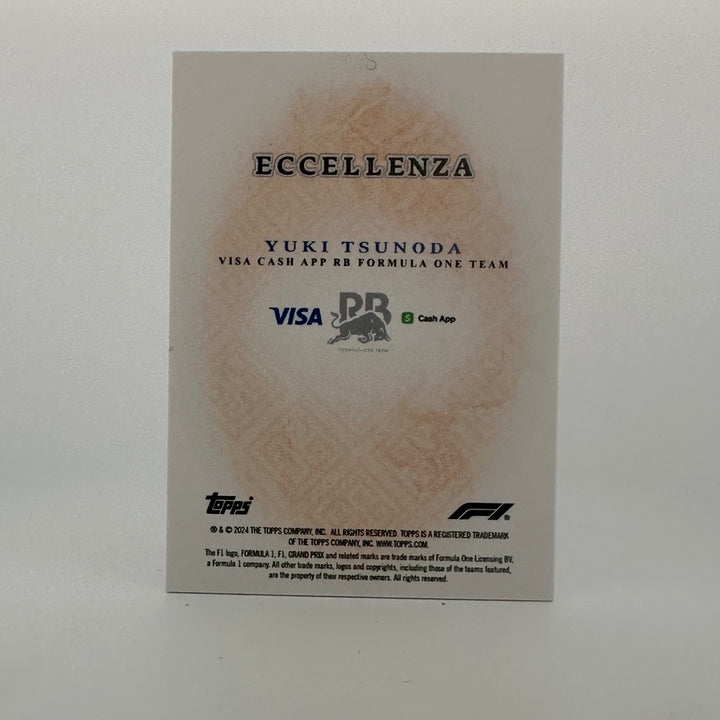 ECCELLENZA
YUKI TSUNODA
VISA CASH APP RB FORMULA ONE TEAM
VISA RB S Cash App
FORMULA ONE TEAM
Topps F1®
® & © 2024 THE TOPPS COMPANY, INC. ALL RIGHTS RESERVED. TOPPS IS A REGISTERED TRADEMARK
OF THE TOPPS COMPANY, INC. WWW.TOPPS.COM.
The F1 logo, FORMULA 1, F1, GRAND PRIX and related marks are trade marks of Formula One Licensing BV,
a Formula 1 company. All other trade marks, logos and copyrights, including those of the teams featured,
are the property of their respective owners. All rights reserved.